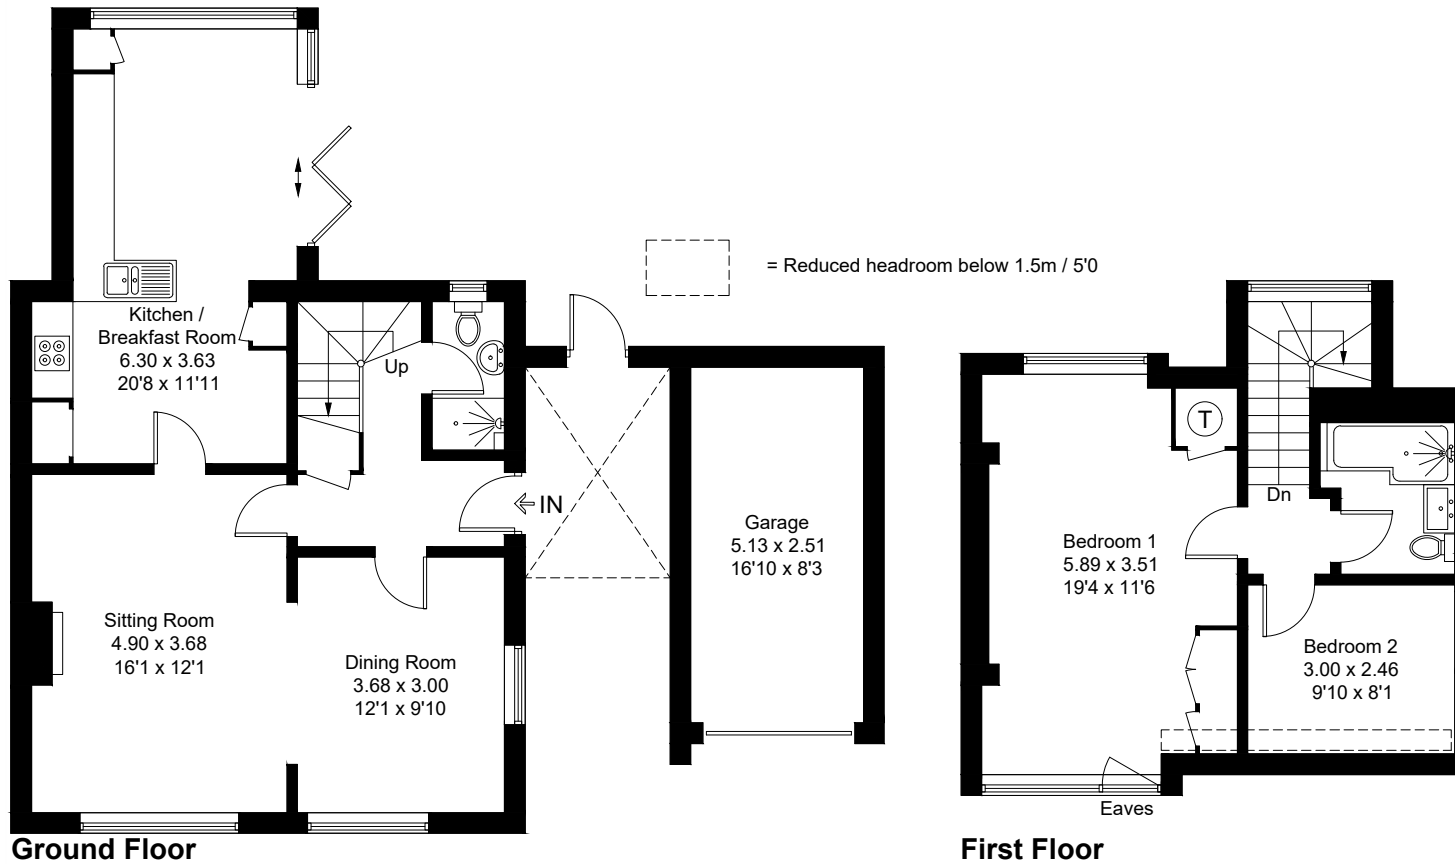 = Reduced headroom below 1.5m / 5'0
Kitchen /
Breakfast Room
6.30 x 3.63
20'8 x 11'11
Up
IN
Sitting Room
4.90 x 3.68
16'1 x 12'1
Dining Room
3.68 x 3.00
12'1 x 9'10
Garage
5.13 x 2.51
16'10 x 8'3
Ground Floor
T
Dn
Bedroom 1
5.89 x 3.51
19'4 x 11'6
Bedroom 2
3.00 x 2.46
9'10 x 8'1
Eaves
First Floor